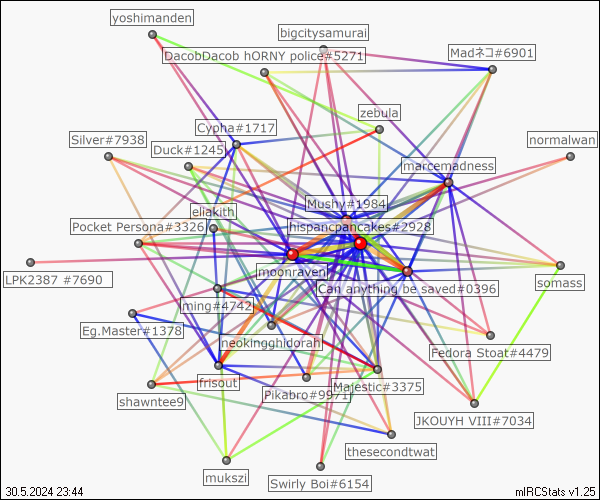 yoshimanden
bigcitysamurai
DacobDacob hORNY police#5271
Madネコ#6901
zebula
Cypha#1717
Silver#7938
Duck#1245
normalwan
marcemadness
Mushy#1984
eliakith
Pocket Persona#3326
hispancpancakes#2928
moonraven
LPK2387 #7690
Can anything be saved#0396
somass
ming#4742
Eg.Master#1378
neokingghidorah
Fedora Stoat#4479
frisout
Majestic#3375
Pikabro#9971
shawntee9
JKOUYH VIII#7034
thesecondtwat
mukszi
Swirly Boi#6154
30.5.2024 23:44
mIRCStats v1.25